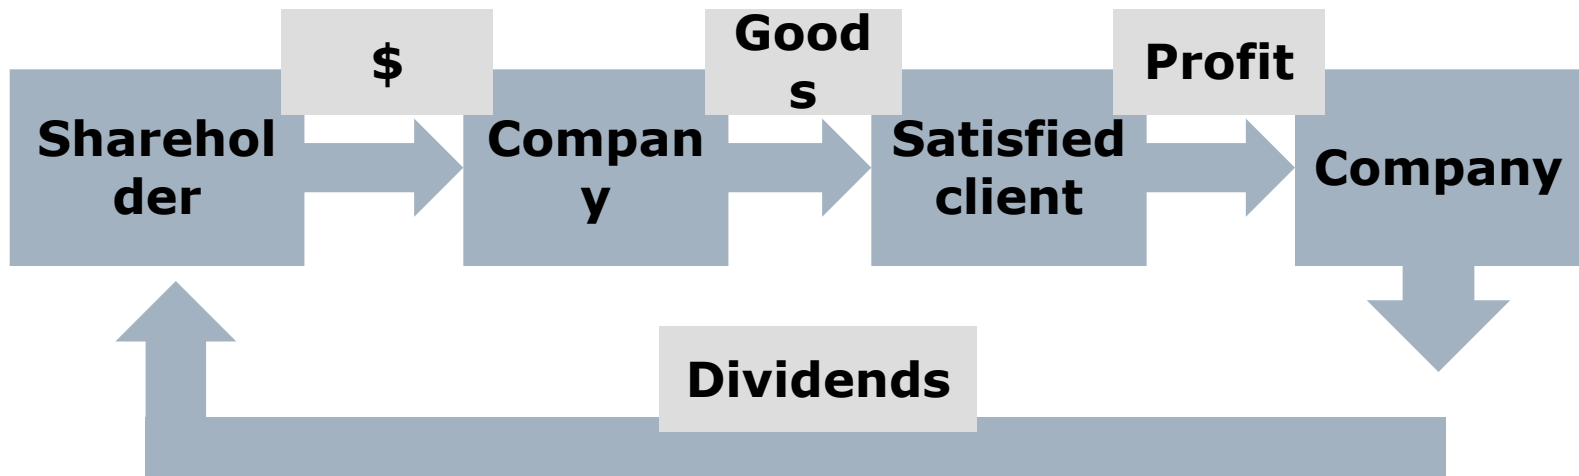 $
Good
s
Profit
Sharehol
der
Compan
y
Satisfied
client
Company
Dividends